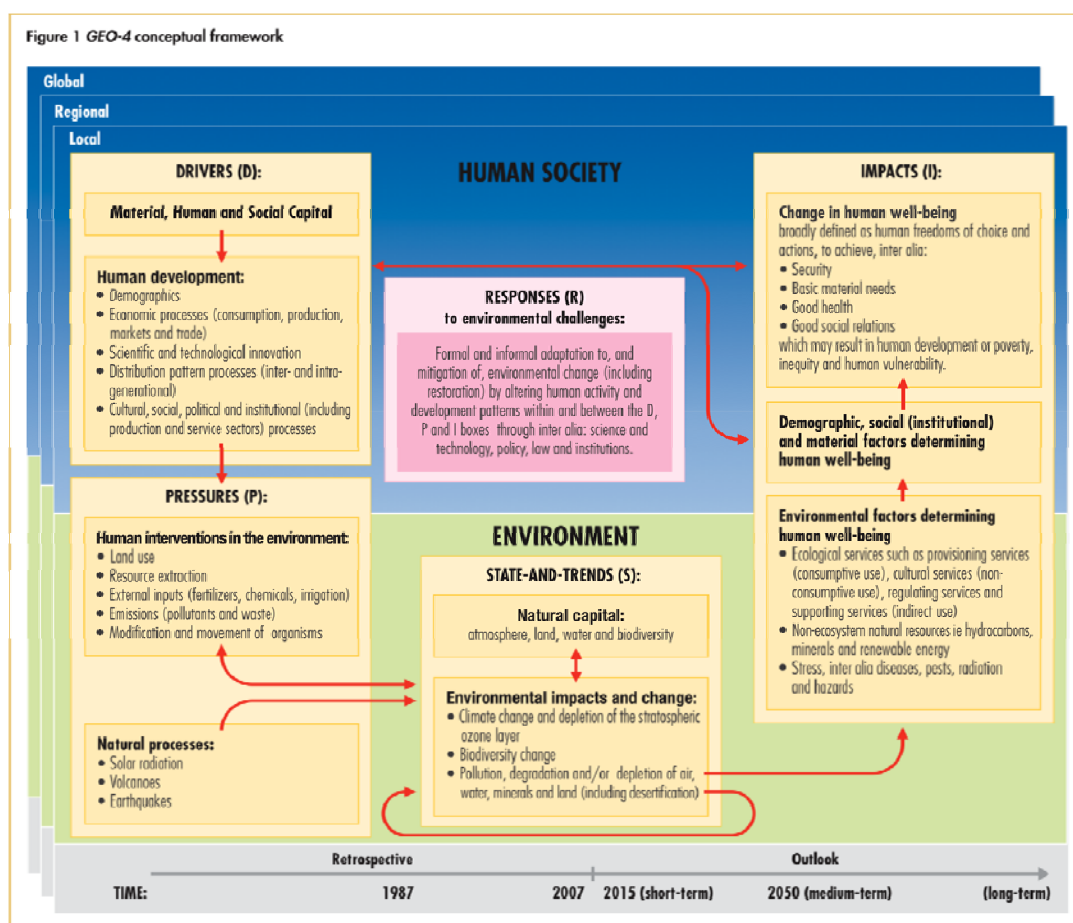 Figure 1 GEO-4 conceptual framework
Global
Regional
Local
HUMAN SOCIETY
DRIVERS (D):
Material, Human and Social Capital
Human development:
• Demographics
• Economic processes (consumption, production,
markets and trade)
• Scientific and technological innovation
• Distribution pattern processes (inter- and intra-
generational)
• Cultural, social, political and institutional (including
production and service sectors) processes
PRESSURES (P):
Human interventions in the environment:
• Land use
• Resource extraction
• External inputs (fertilizers, chemicals, irrigation)
• Emissions (pollutants and waste)
• Modification and movement of organisms
Natural processes:
• Solar radiation
• Volcanoes
• Earthquakes
RESPONSES (R)
to environmental challenges:
Formal and informal adaptation to, and
mitigation of, environmental change (including
restoration) by altering human activity and
development patterns within and between the D,
P and I boxes through inter alia: science and
technology, policy, law and institutions.
ENVIRONMENT
STATE-AND-TRENDS (S):
Natural capital:
atmosphere, land, water and biodiversity
Environmental impacts and change:
• Climate change and depletion of the stratospheric
ozone layer
• Biodiversity change
• Pollution, degradation and/or depletion of air,
water, minerals and land (including desertification)
IMPACTS (I):
Change in human well-being
broadly defined as human freedoms of choice and
actions, to achieve, inter alia:
• Security
• Basic material needs
• Good health
• Good social relations
which may result in human development or poverty,
inequity and human vulnerability.
Demographic, social (institutional)
and material factors determining
human well-being
Environmental factors determining
human well-being
• Ecological services such as provisioning services
(consumptive use), cultural services (non-
consumptive use), regulating services and
supporting services (indirect use)
• Non-ecosystem natural resources ie hydrocarbons,
minerals and renewable energy
• Stress, inter alia diseases, pests, radiation
and hazards
Retrospective
Outlook
TIME:
1987
2007
2015 (short-term)
2050 (medium-term)
(long-term)